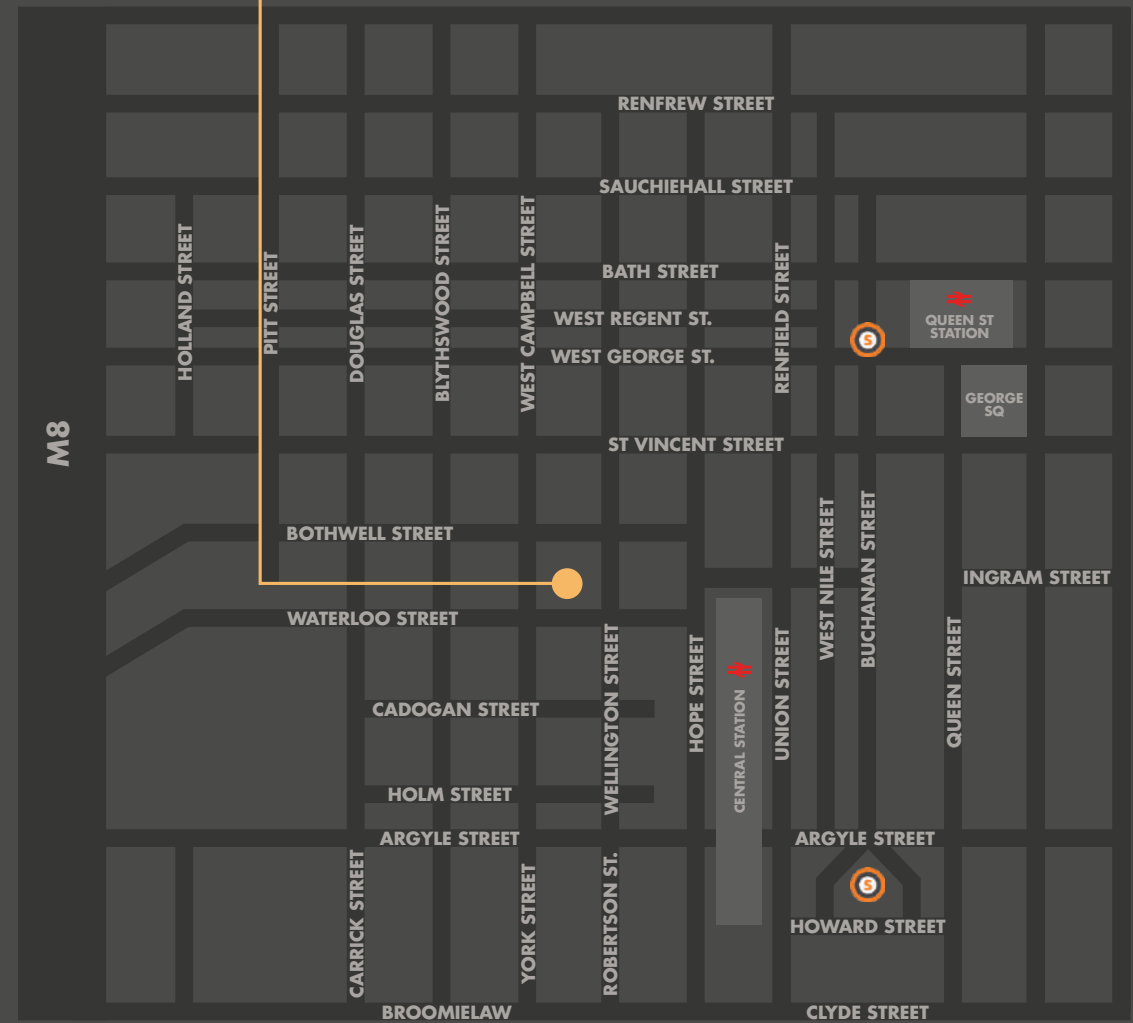 RENFREW STREET
SAUCHIEHALL STREET
HOLLAND STREET
PITT STREET
DOUGLAS STREET
BLYTHSWOOD STREET
WEST CAMPBELL STREET
BATH STREET
RENFIELD STREET
WEST REGENT ST.
QUEEN ST
STATION
S
WEST GEORGE ST.
GEORGE
SQ
M8
ST VINCENT STREET
BOTHWELL STREET
WEST NILE STREET
BUCHANAN STREET
INGRAM STREET
WATERLOO STREET
WELLINGTON STREET
HOPE STREET
CENTRAL STATION
UNION STREET
QUEEN STREET
CADOGAN STREET
HOLM STREET
ARGYLE STREET
ARGYLE STREET
CARRICK STREET
YORK STREET
ROBERTSON ST.
S
HOWARD STREET
BROOMIELAW
CLYDE STREET